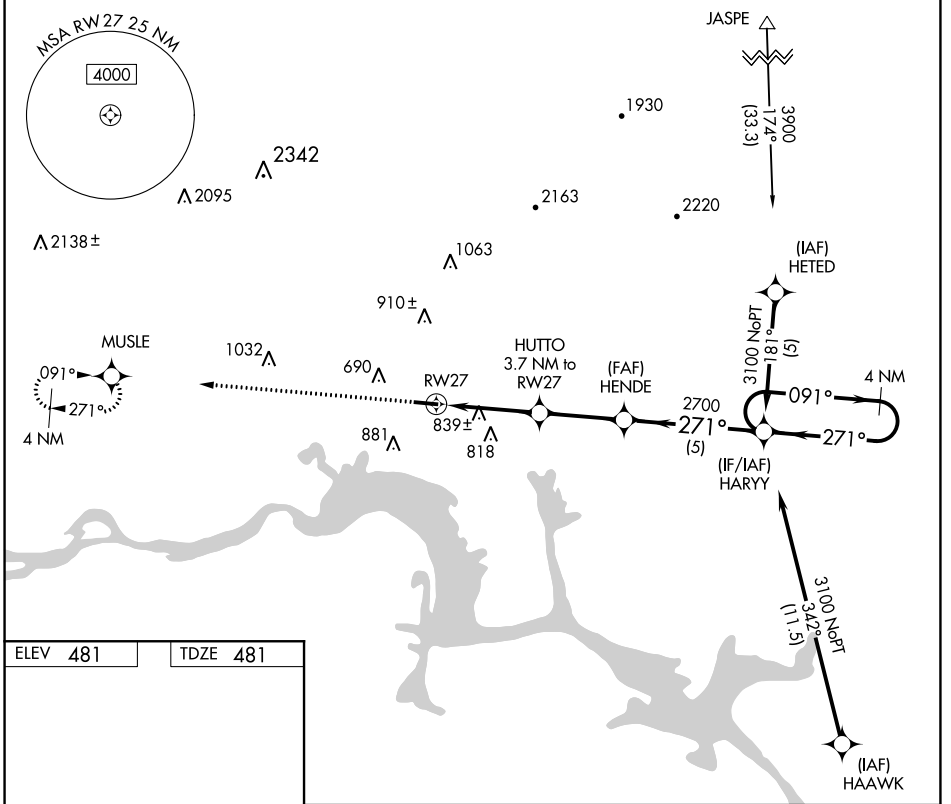 MSA RW27 25 NM
4000
JASPE
3900
174°
(33.3)
1930
2342
2095
2163
2220
2138±
1063
(IAF)
HETED
910±
3100 NoPT
181°
(5)
MUSLE
1032
690
RW27
HUTTO
3.7 NM to
RW27
(FAF)
HENDE
091°
271°
4 NM
091°
4 NM
2700
271°
(5)
271°
839±
818
881
(IF/IAF)
HARYY
3100 NoPT
342°
(11.5)
ELEV 481
TDZE 481
(IAF)
HAAWK